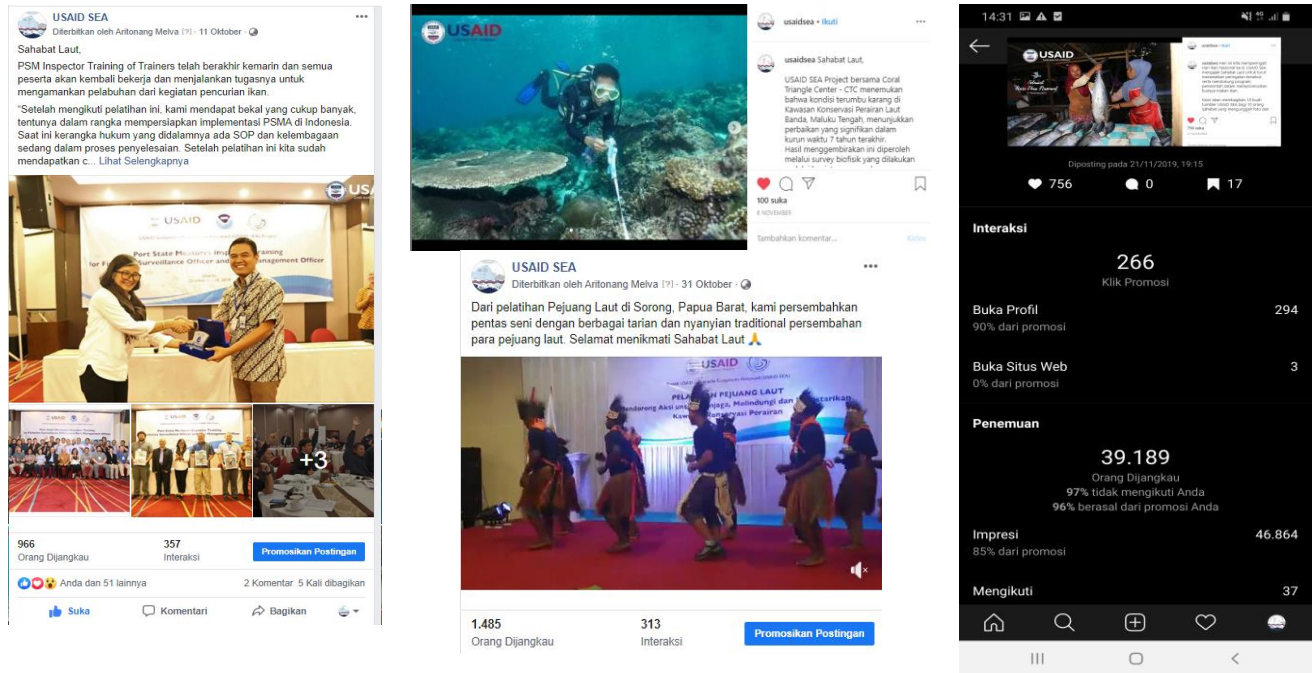 USAID SEA
Diterbitkan oleh Aritonang Melva [?] · 11 Oktober ·
Sahabat Laut,
PSM Inspector Training of Trainers telah berakhir kemarin dan semua
peserta akan kembali bekerja dan menjalankan tugasnya untuk
mengamankan pelabuhan dari kegiatan pencurian ikan.
“Setelah mengikuti pelatihan ini, kami mendapat bekal yang cukup banyak,
tentunya dalam rangka mempersiapkan implementasi PSMA di Indonesia.
Saat ini kerangka hukum yang didalamnya ada SOP dan kelembagaan
sedang dalam proses penyelesaian. Setelah pelatihan ini kita sudah
mendapatkan c... Lihat Selengkapnya
USAID
Port State Measures Training
+3
966
Orang Dijangkau
357
Interaksi
Promosikan Postingan
Anda dan 51 lainnya
2 Komentar 5 Kali dibagikan
Suka
Komentari
Bagikan
USAID
usaidsea • Ikuti
usaidsea Sahabat Laut,
USAID SEA Project bersama Coral
Triangle Center - CTC menemukan
bahwa kondisi terumbu karang di
Kawasan Konservasi Perairan Laut
Banda, Maluku Tengah, menunjukkan
perbaikan yang signifikan dalam
kurun waktu 7 tahun terakhir.
Hasil menggembirakan ini diperoleh
melalui survey biofisik yang dilakukan
100 suka
8 NOVEMBER
Tambahkan komentar...
Kirim
USAID SEA
Diterbitkan oleh Aritonang Melva [?] · 31 Oktober ·
Dari pelatihan Pejuang Laut di Sorong, Papua Barat, kami persembahkan
pentas seni dengan berbagai tarian dan nyanyian traditional persembahan
para pejuang laut. Selamat menikmati Sahabat Laut
USAID
PEJUANG LAUT
Melindungi dan
1.485
Orang Dijangkau
313
Interaksi
Promosikan Postingan
14:31
USAID
Diposting pada 21/11/2019, 19:15
756
0
17
Interaksi
266
Klik Promosi
Buka Profil
294
90% dari promosi
Buka Situs Web
3
0% dari promosi
Penemuan
39.189
Orang Dijangkau
97% tidak mengikuti Anda
96% berasal dari promosi Anda
Impresi
46.864
85% dari promosi
Mengikuti
37